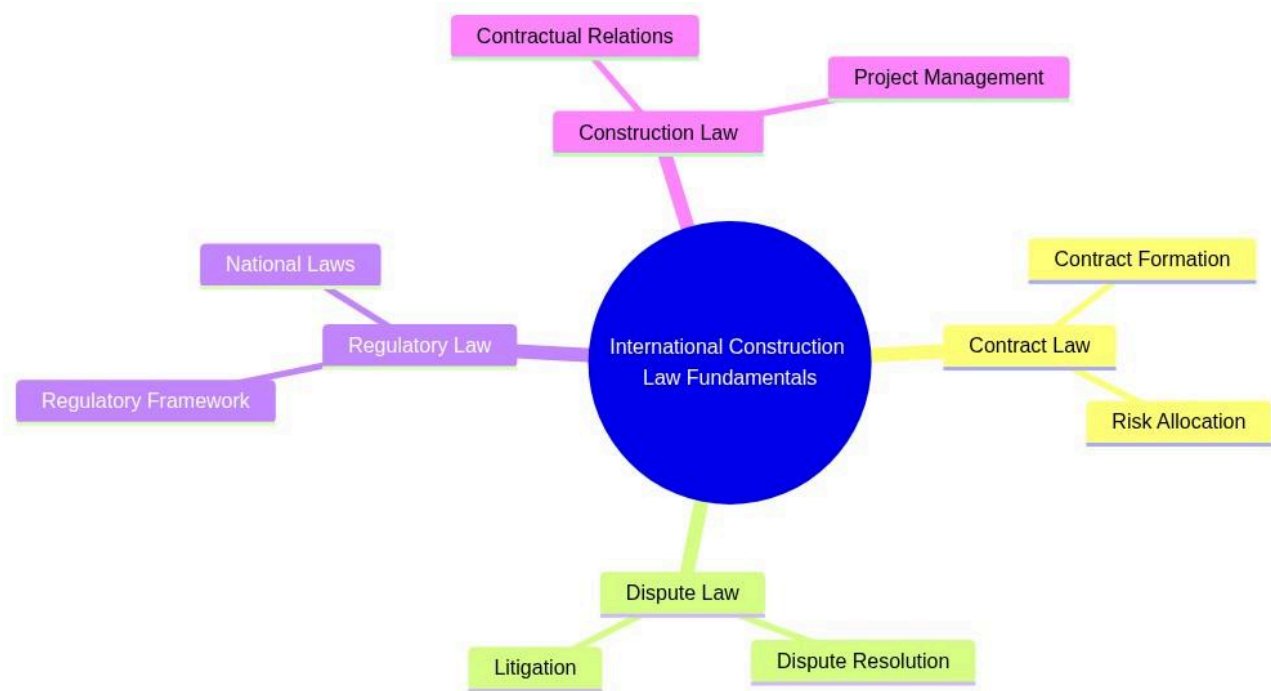 Contractual Relations
Project Management
Construction Law
National Laws
Contract Formation
Regulatory Law
International Construction
Law Fundamentals
Contract Law
Regulatory Framework
Risk Allocation
Dispute Law
Litigation
Dispute Resolution